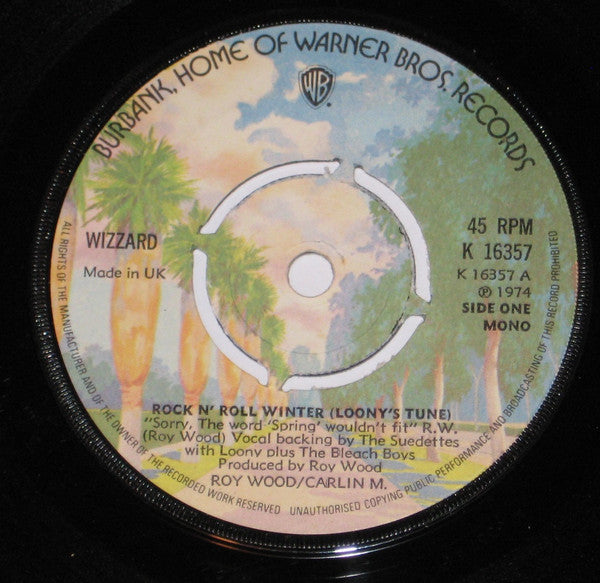 BURBANK, HOME OF WARNER BROS. RECORDS
WB
WIZZARD
Made in UK
45 RPM
K 16357
K 16357 A
℗ 1974
SIDE ONE
MONO
ROCK N' ROLL WINTER (LOONY'S TUNE)
"Sorry, The word 'Spring' wouldn't fit" R.W.
(Roy Wood) Vocal backing by The Suedettes
with Loony plus The Bleach Boys
Produced by Roy Wood
ROY WOOD/CARLIN M.
ALL RIGHTS OF THE MANUFACTURER AND OF THE OWNER OF THE RECORDED WORK RESERVED UNAUTHORISED COPYING PUBLIC PERFORMANCE AND BROADCASTING OF THIS RECORD PROHIBITED